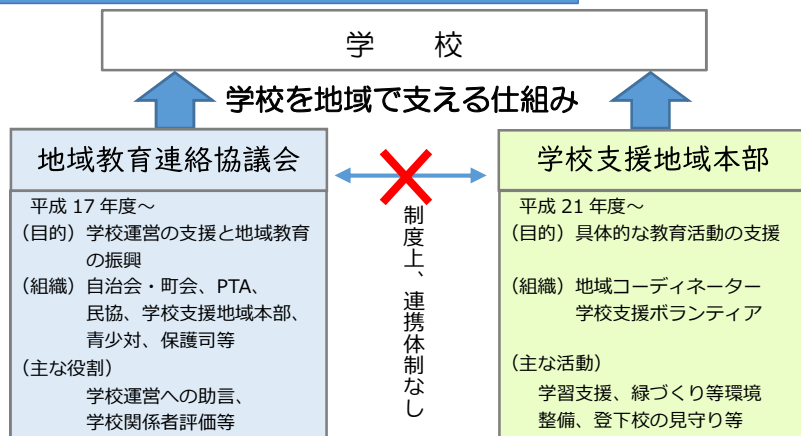 学　校
学校を地域で支える仕組み
地域教育連絡協議会
平成 17 年度～
（目的）学校運営の支援と地域教育
の振興
（組織）自治会・町会、PTA、
民協、学校支援地域本部、
青少対、保護司等
（主な役割）
学校運営への助言、
学校関係者評価等
制度上、連携体制なし
学校支援地域本部
平成 21 年度～
（目的）具体的な教育活動の支援
（組織）地域コーディネーター
学校支援ボランティア
（主な活動）
学習支援、緑づくり等環境
整備、登下校の見守り等